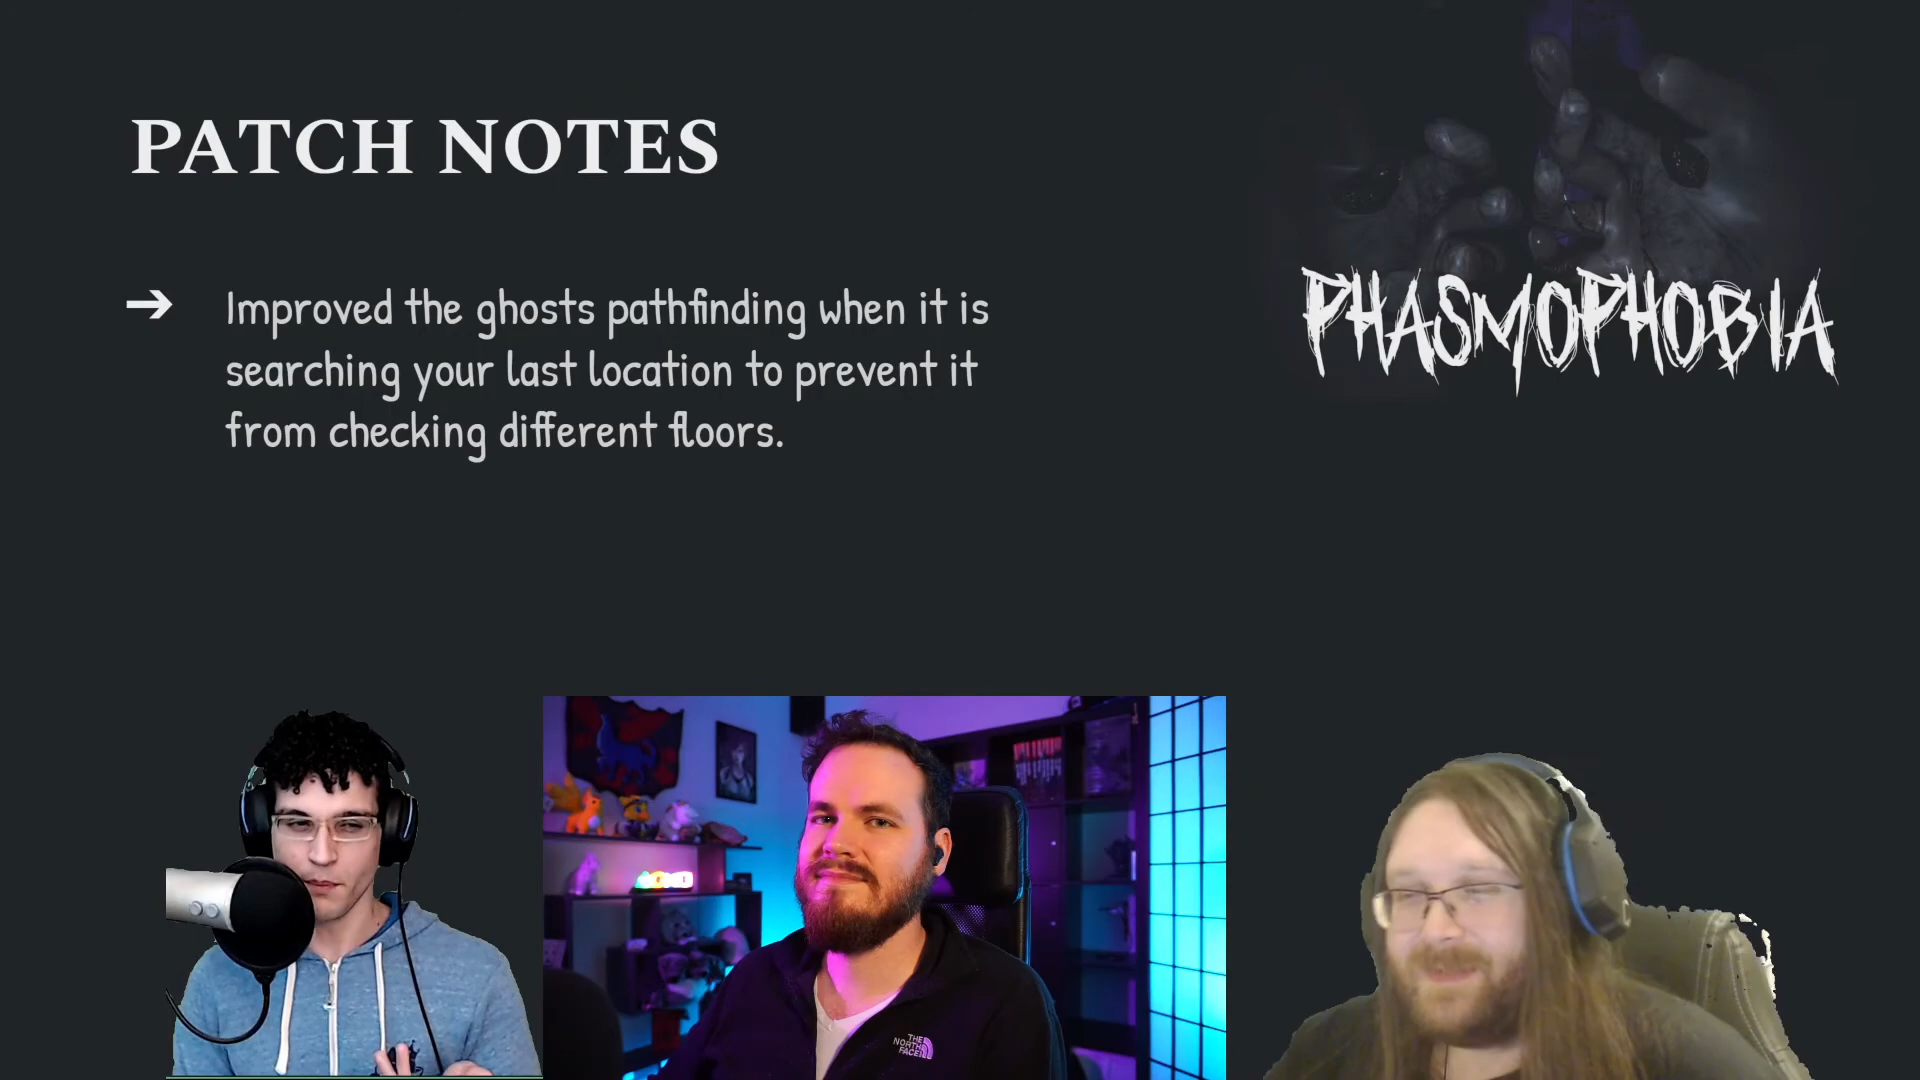 PATCH NOTES
➔ Improved the ghosts pathfinding when it is
searching your last location to prevent it
from checking different floors.
PHASMOPHOBIA
THE
NORTH
FACE